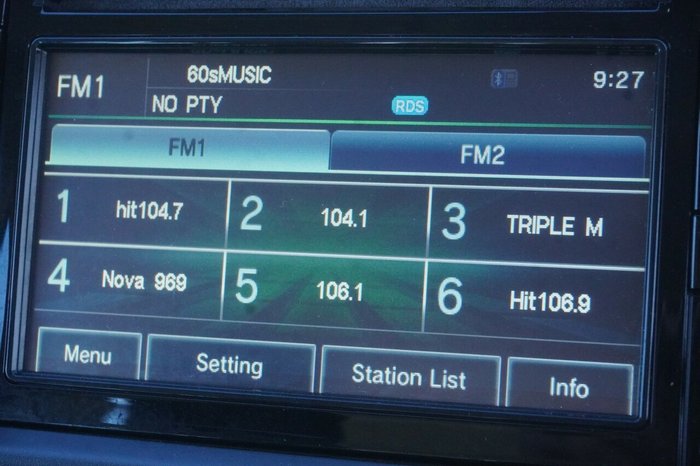 FM1 60sMUSIC 9:27
NO PTY RDS
FM1 FM2
1 hit104.7 2 104.1 3 TRIPLE M
4 Nova 969 5 106.1 6 Hit106.9
Menu Setting Station List Info